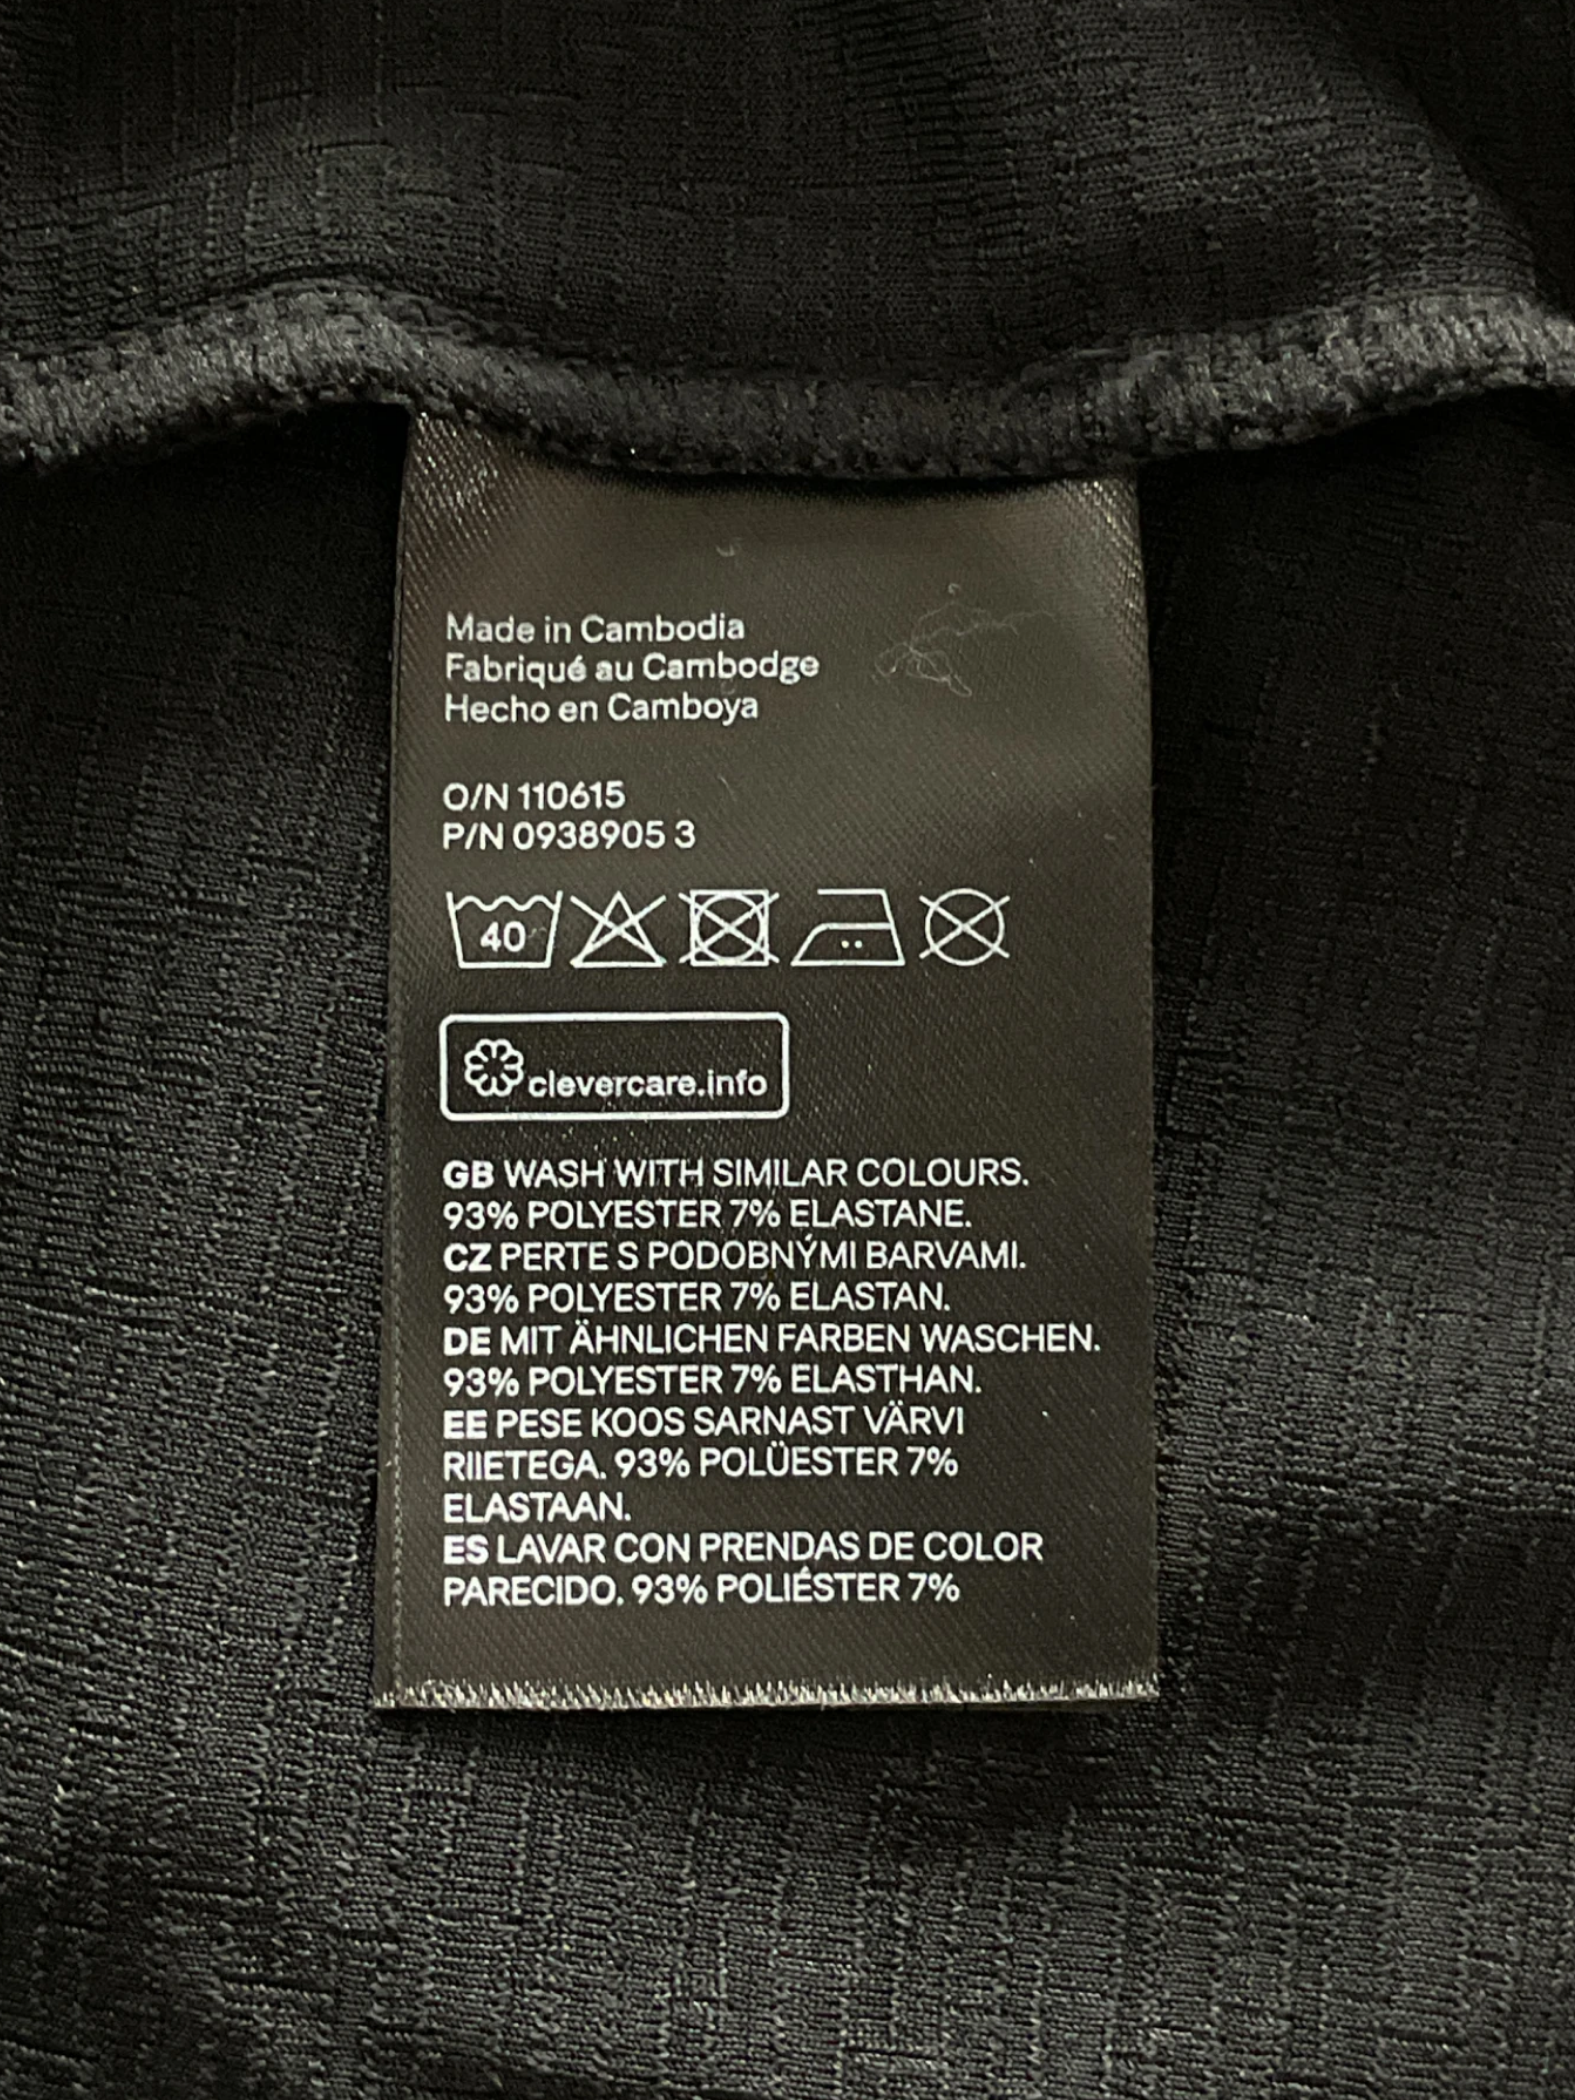 Made in Cambodia
Fabriqué au Cambodge
Hecho en Camboya
O/N 110615
P/N 0938905 3
40
clevercare.info
GB WASH WITH SIMILAR COLOURS.
93% POLYESTER 7% ELASTANE.
CZ PERTE S PODOBNÝMI BARVAMI.
93% POLYESTER 7% ELASTAN.
DE MIT ÄHNLICHEN FARBEN WASCHEN.
93% POLYESTER 7% ELASTHAN.
EE PESE KOOS SARNAST VÄRVI
RIIETEGA. 93% POLÜESTER 7%
ELASTAAN.
ES LAVAR CON PRENDAS DE COLOR
PARECIDO. 93% POLIÉSTER 7%